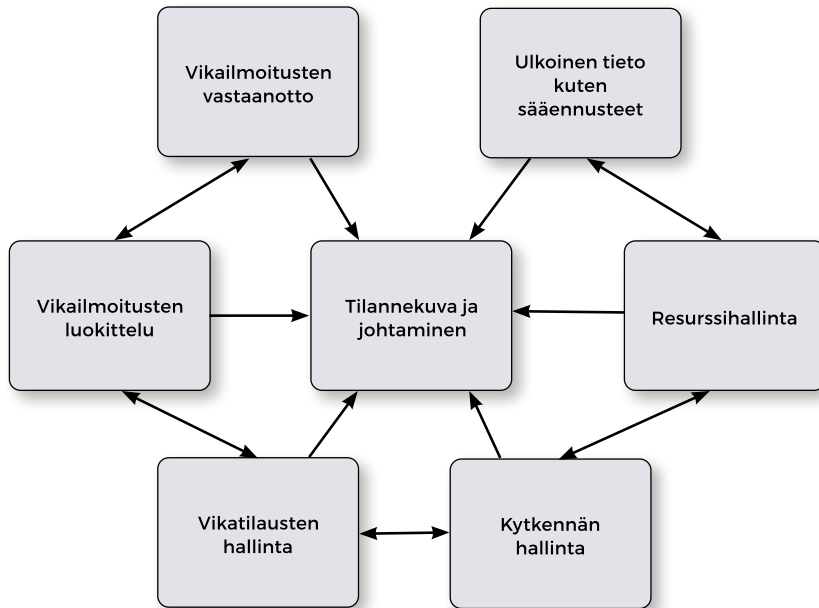 Vikailmoitusten
vastaanotto
Ulkoinen tieto
kuten
sääennusteet
Vikailmoitusten
luokittelu
Tilannekuva ja
johtaminen
Resurssihallinta
Vikatilausten
hallinta
Kytkennän
hallinta